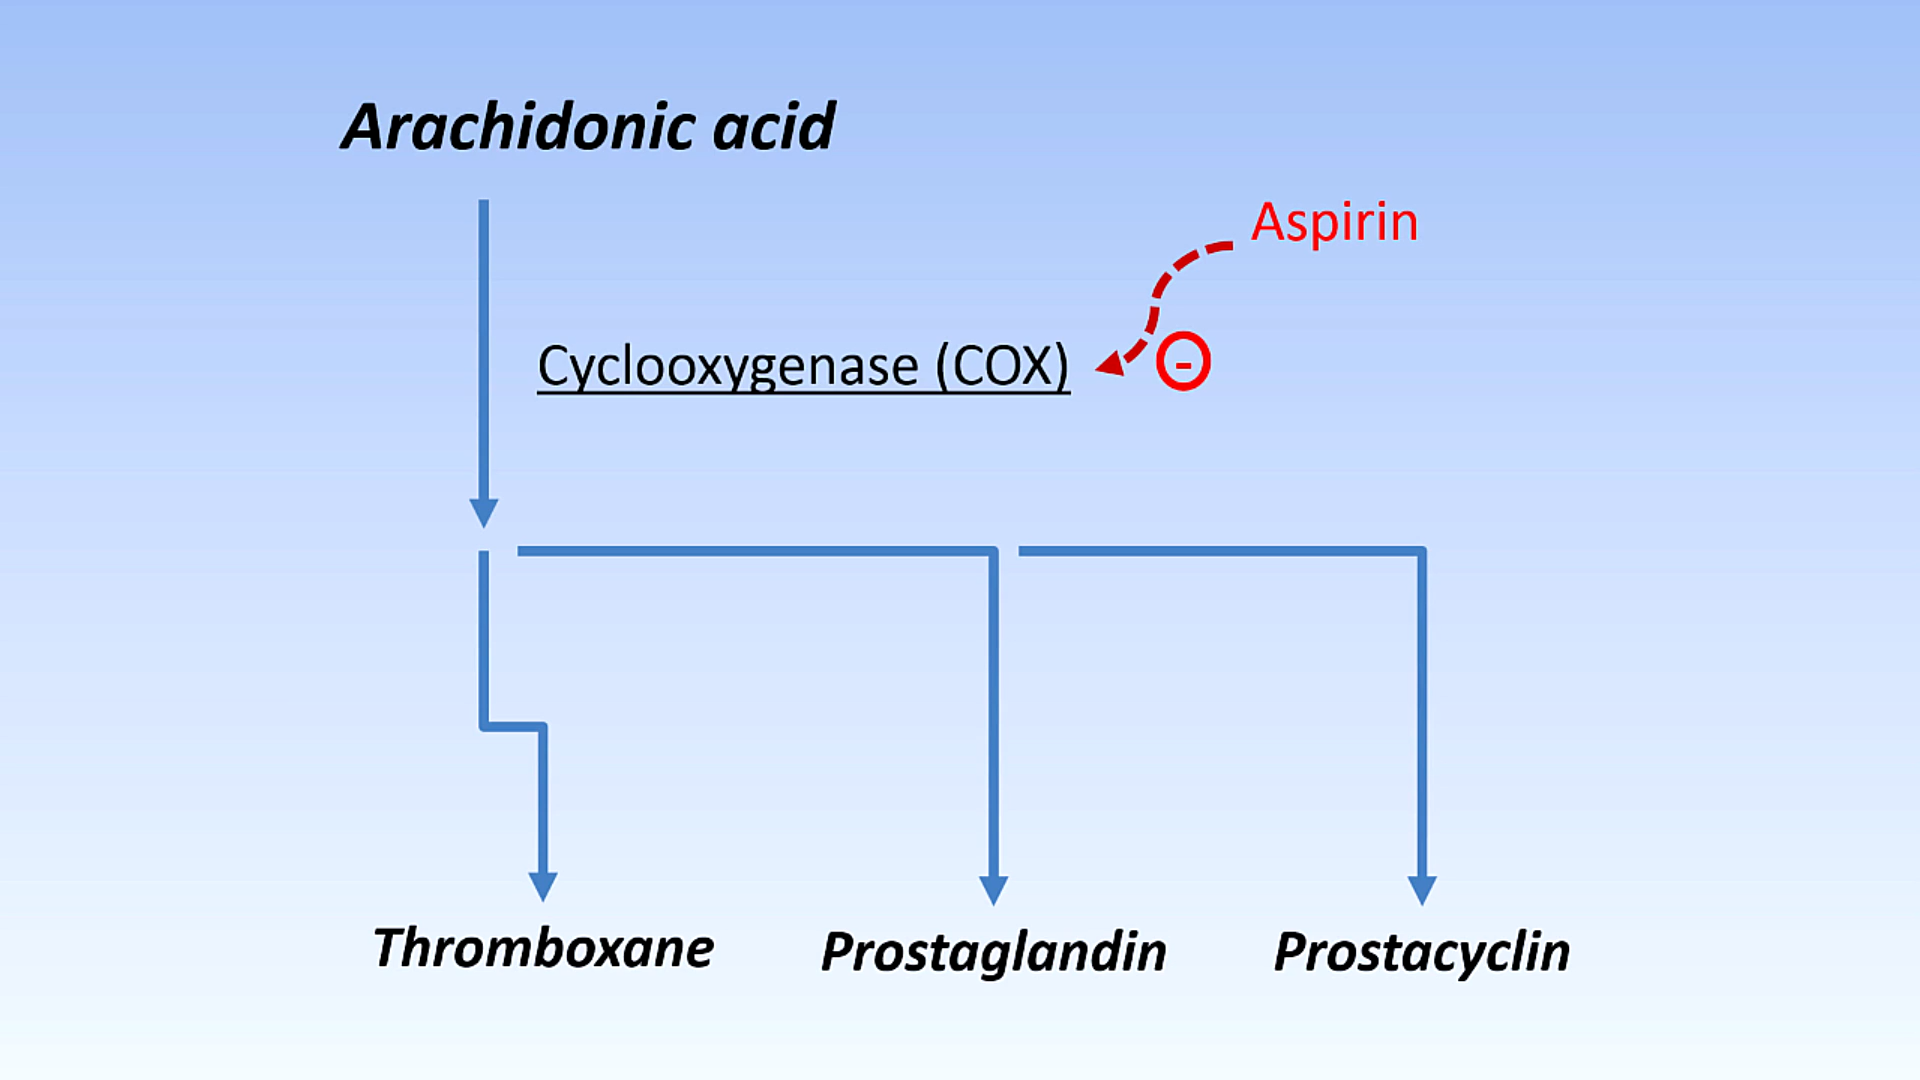 Arachidonic acid
Aspirin
Cyclooxygenase (COX)
-
Thromboxane
Prostaglandin
Prostacyclin